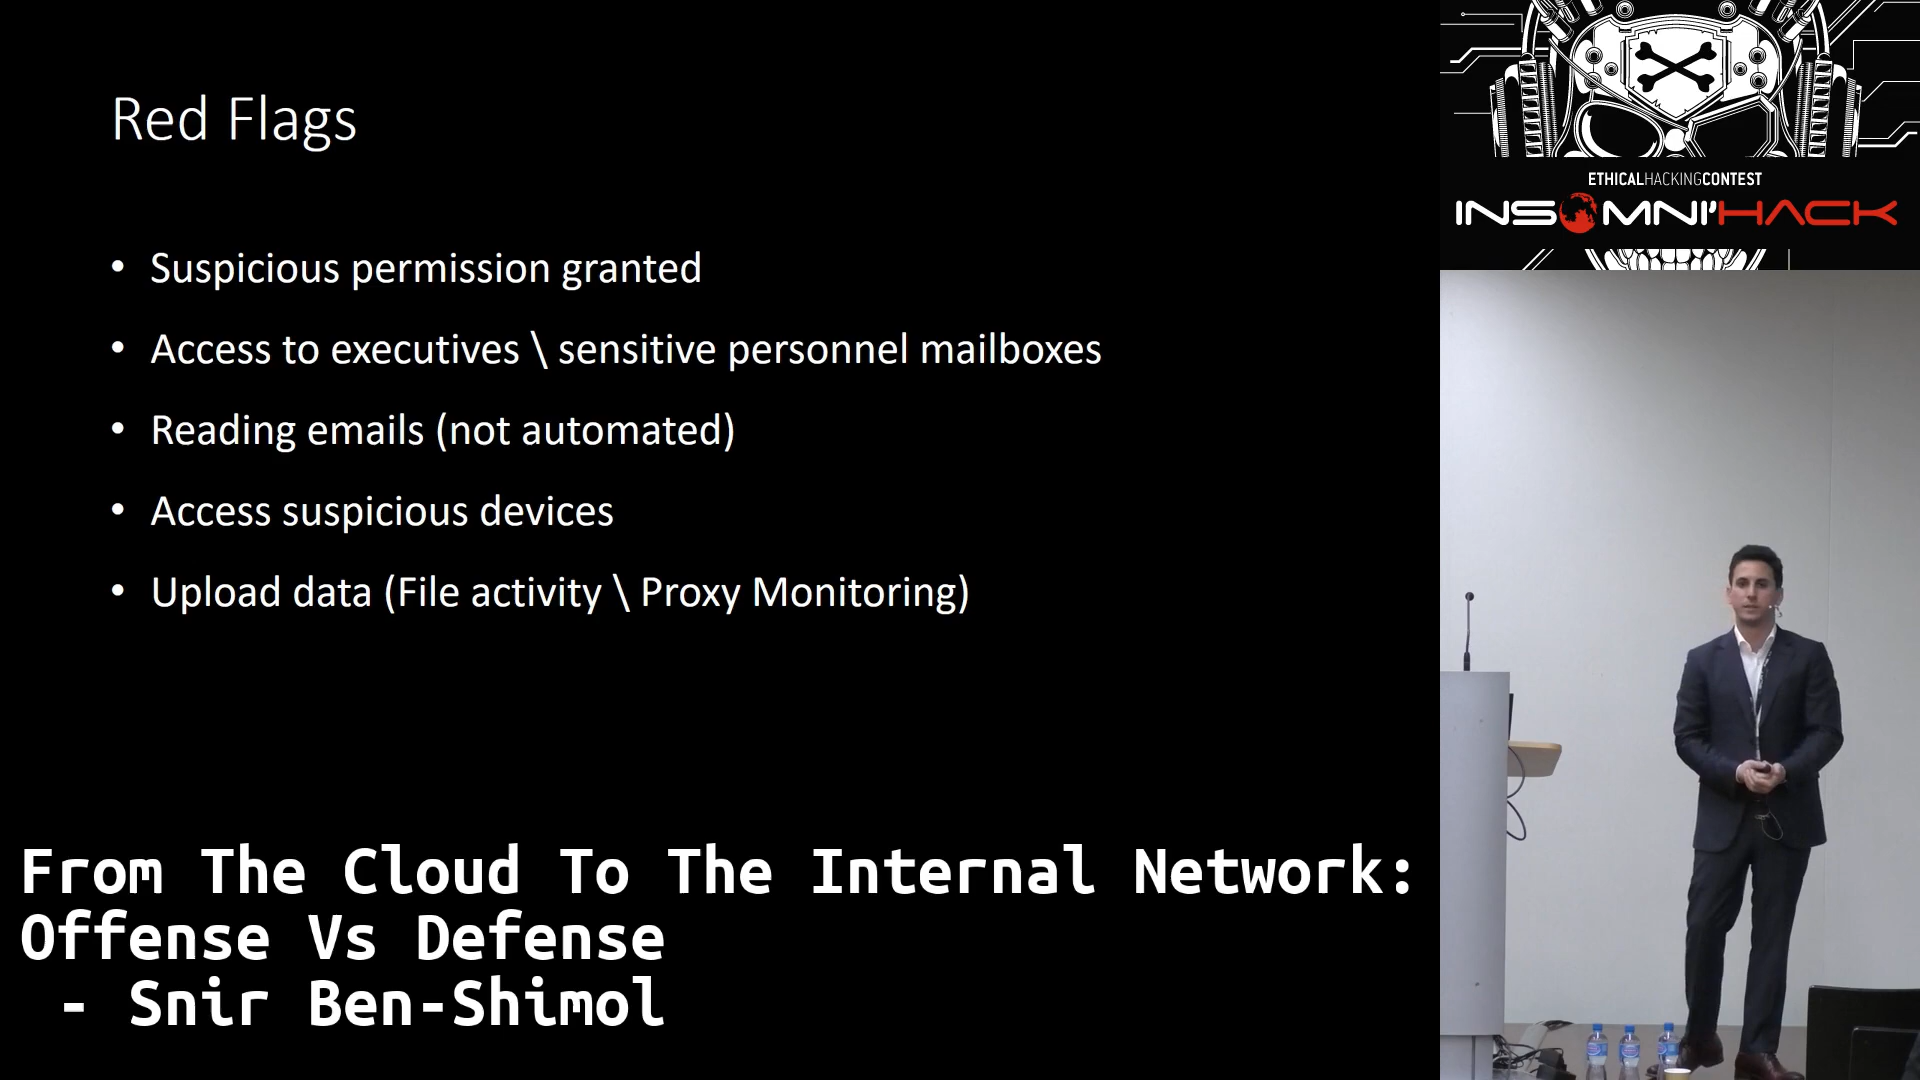 Red Flags
• Suspicious permission granted
• Access to executives \ sensitive personnel mailboxes
• Reading emails (not automated)
• Access suspicious devices
• Upload data (File activity \ Proxy Monitoring)
From The Cloud To The Internal Network:
Offense Vs Defense
- Snir Ben-Shimol
ETHICALHACKINGCONTEST
INSOMNI'HACK